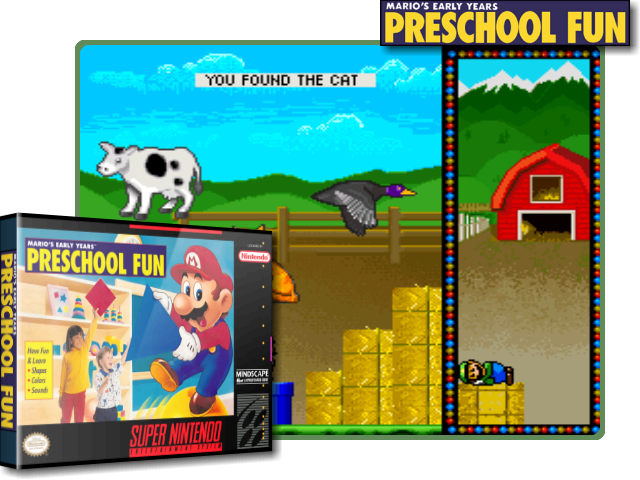 MARIO'S EARLY YEARS
PRESCHOOL FUN
YOU FOUND THE CAT
MARIO'S EARLY YEARS
PRESCHOOL FUN
Nintendo
Have Fun
& Learn
• Shapes
• Colors
• Sounds
MINDSCAPE
SUPER NINTENDO
ENTERTAINMENT SYSTEM
MARIO'S EARLY YEARS
PRESCHOOL FUN